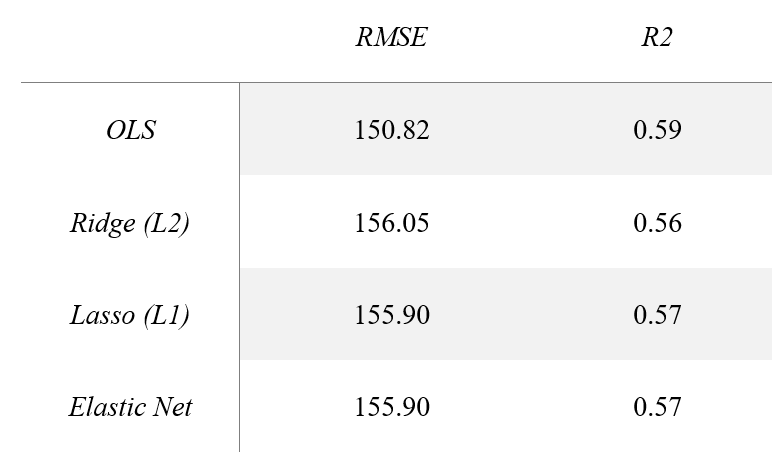 RMSE R2
OLS 150.82 0.59
Ridge (L2) 156.05 0.56
Lasso (L1) 155.90 0.57
Elastic Net 155.90 0.57